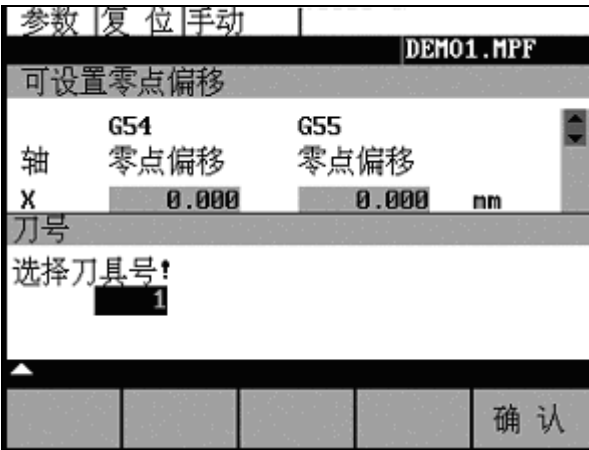 参数 复 位 手动
DEMO1.MPF
可设置零点偏移
G54 G55
轴 零点偏移 零点偏移
X 0.000 0.000 mm
刀号
选择刀具号!
1
确 认